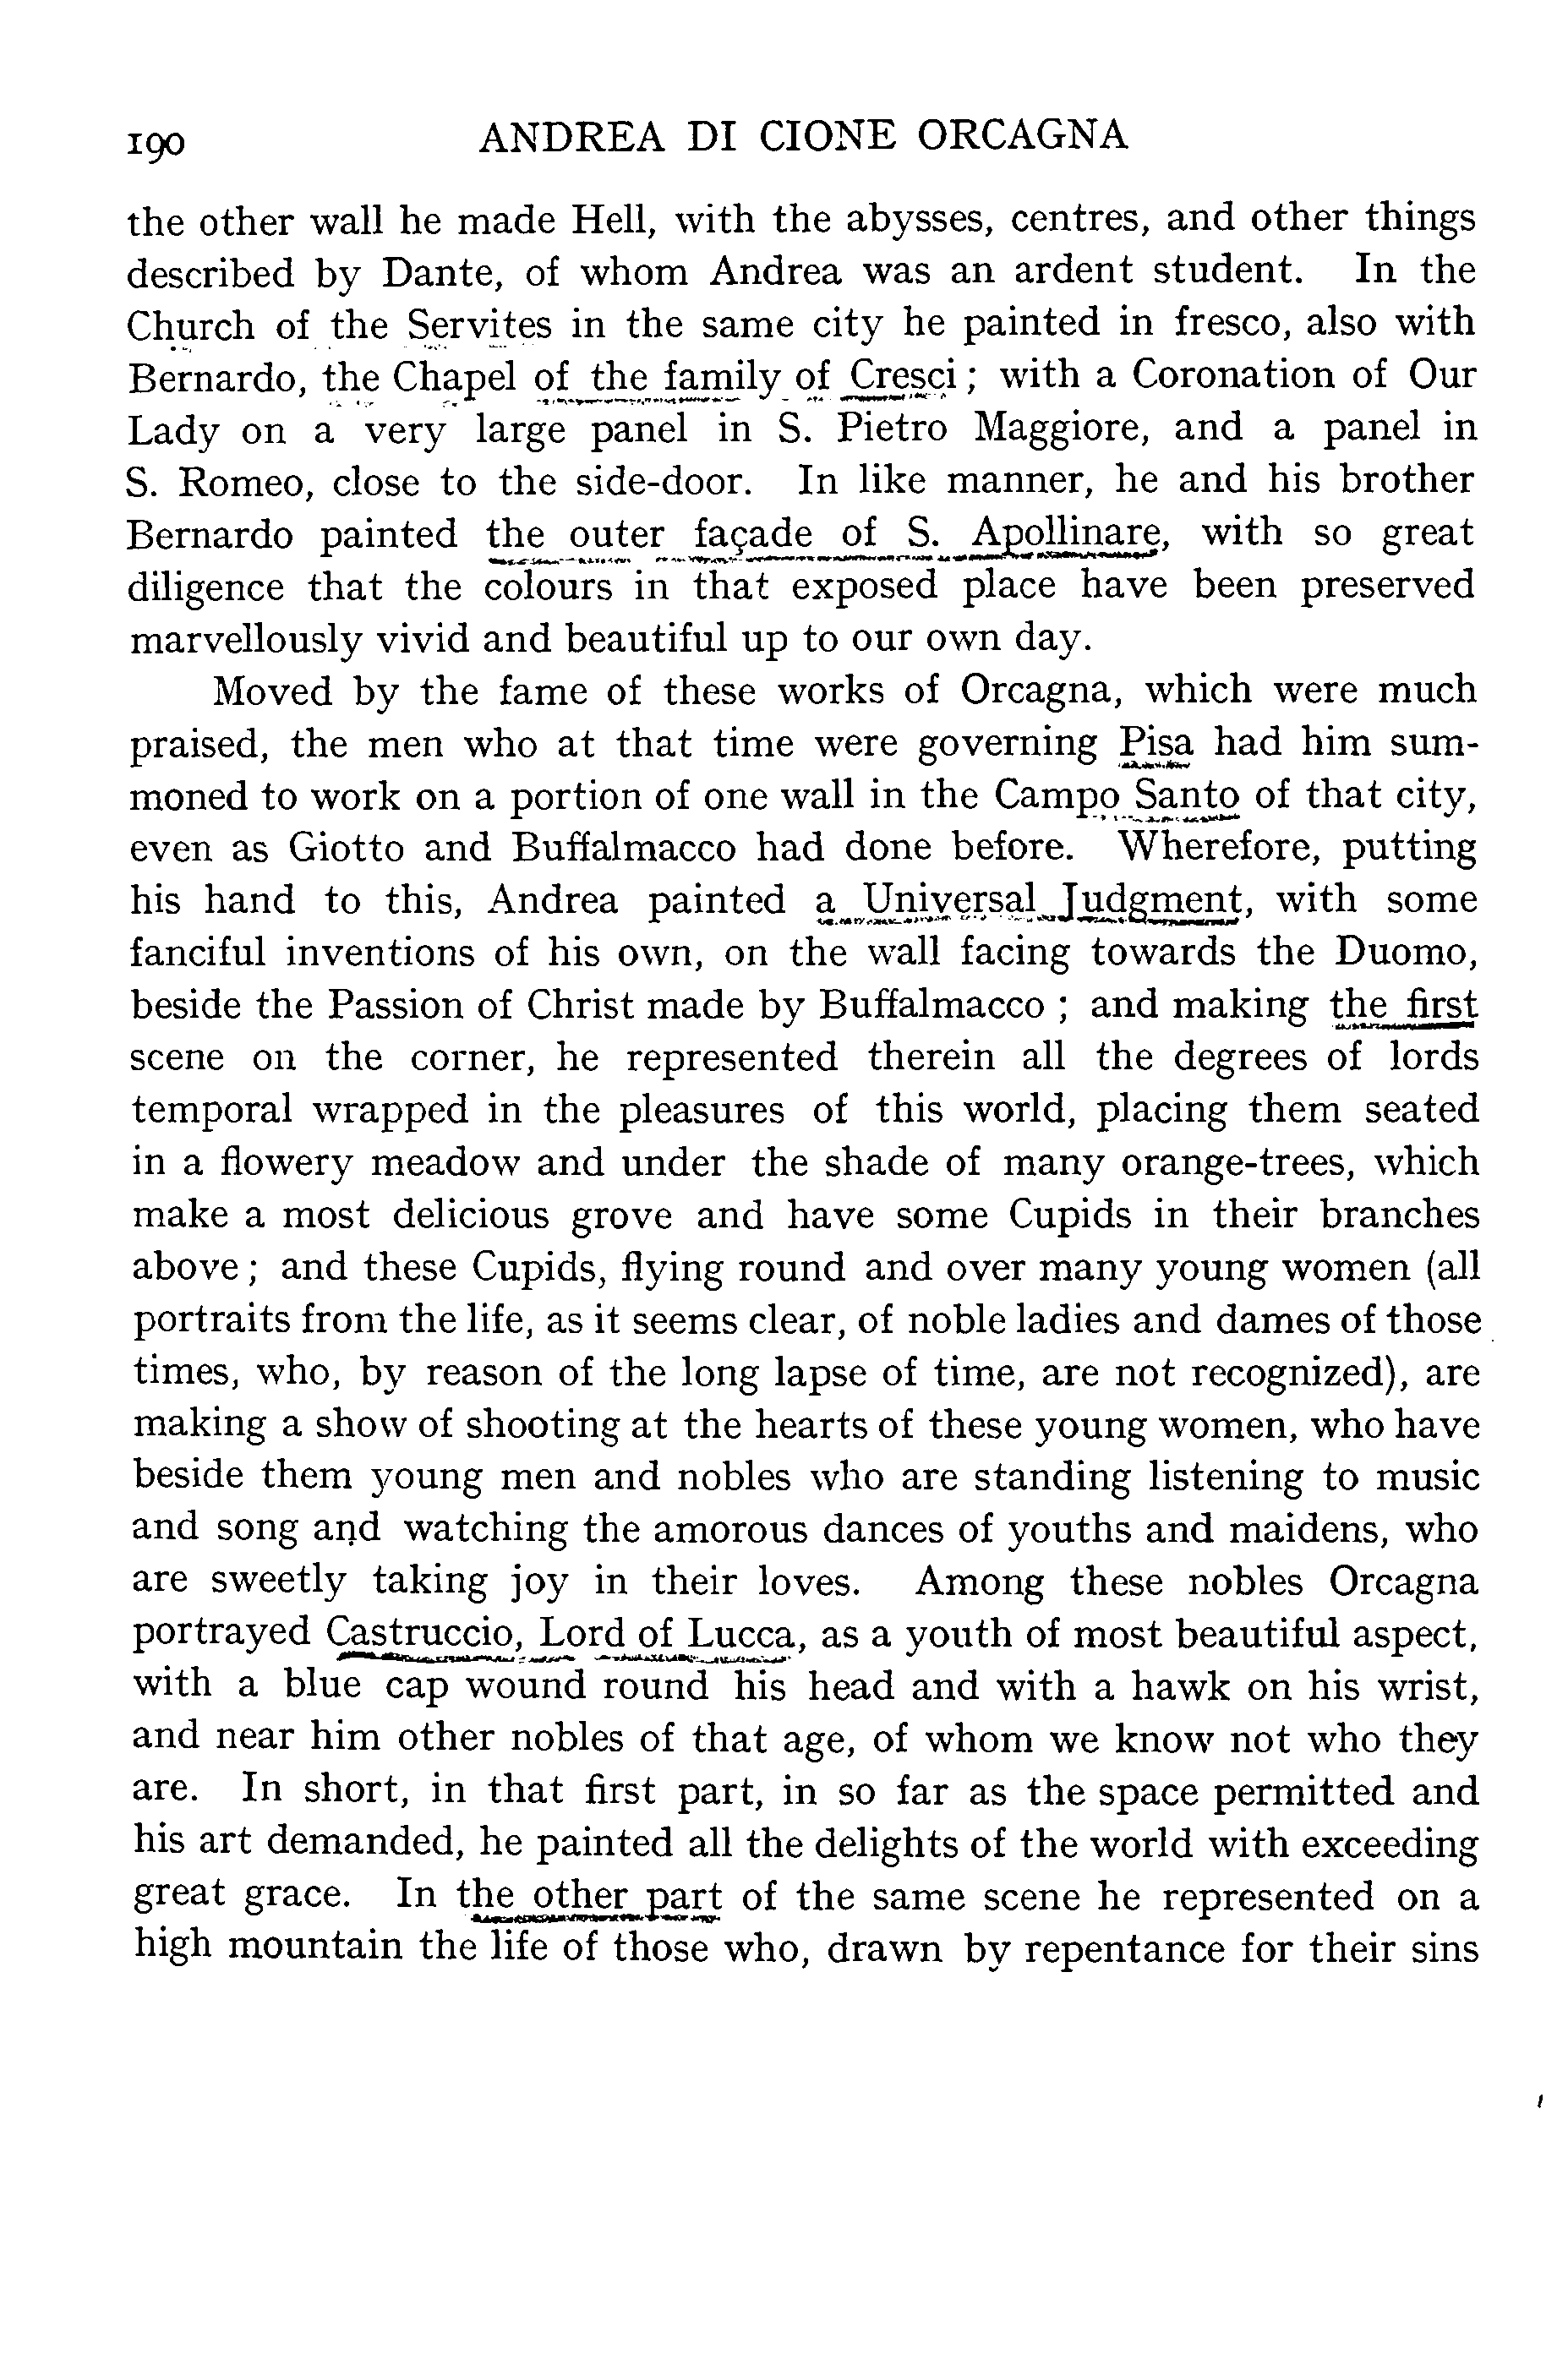 190 ANDREA DI CIONE ORCAGNA
the other wall he made Hell, with the abysses, centres, and other things
described by Dante, of whom Andrea was an ardent student. In the
Church of the Servites in the same city he painted in fresco, also with
Bernardo, the Chapel of the family of Cresci ; with a Coronation of Our
Lady on a very large panel in S. Pietro Maggiore, and a panel in
S. Romeo, close to the side-door. In like manner, he and his brother
Bernardo painted the outer façade of S. Apollinare, with so great
diligence that the colours in that exposed place have been preserved
marvellously vivid and beautiful up to our own day.
Moved by the fame of these works of Orcagna, which were much
praised, the men who at that time were governing Pisa had him sum-
moned to work on a portion of one wall in the Campo Santo of that city,
even as Giotto and Buffalmacco had done before. Wherefore, putting
his hand to this, Andrea painted a Universal Judgment, with some
fanciful inventions of his own, on the wall facing towards the Duomo,
beside the Passion of Christ made by Buffalmacco ; and making the first
scene on the corner, he represented therein all the degrees of lords
temporal wrapped in the pleasures of this world, placing them seated
in a flowery meadow and under the shade of many orange-trees, which
make a most delicious grove and have some Cupids in their branches
above ; and these Cupids, flying round and over many young women (all
portraits from the life, as it seems clear, of noble ladies and dames of those
times, who, by reason of the long lapse of time, are not recognized), are
making a show of shooting at the hearts of these young women, who have
beside them young men and nobles who are standing listening to music
and song and watching the amorous dances of youths and maidens, who
are sweetly taking joy in their loves. Among these nobles Orcagna
portrayed Castruccio, Lord of Lucca, as a youth of most beautiful aspect,
with a blue cap wound round his head and with a hawk on his wrist,
and near him other nobles of that age, of whom we know not who they
are. In short, in that first part, in so far as the space permitted and
his art demanded, he painted all the delights of the world with exceeding
great grace. In the other part of the same scene he represented on a
high mountain the life of those who, drawn by repentance for their sins